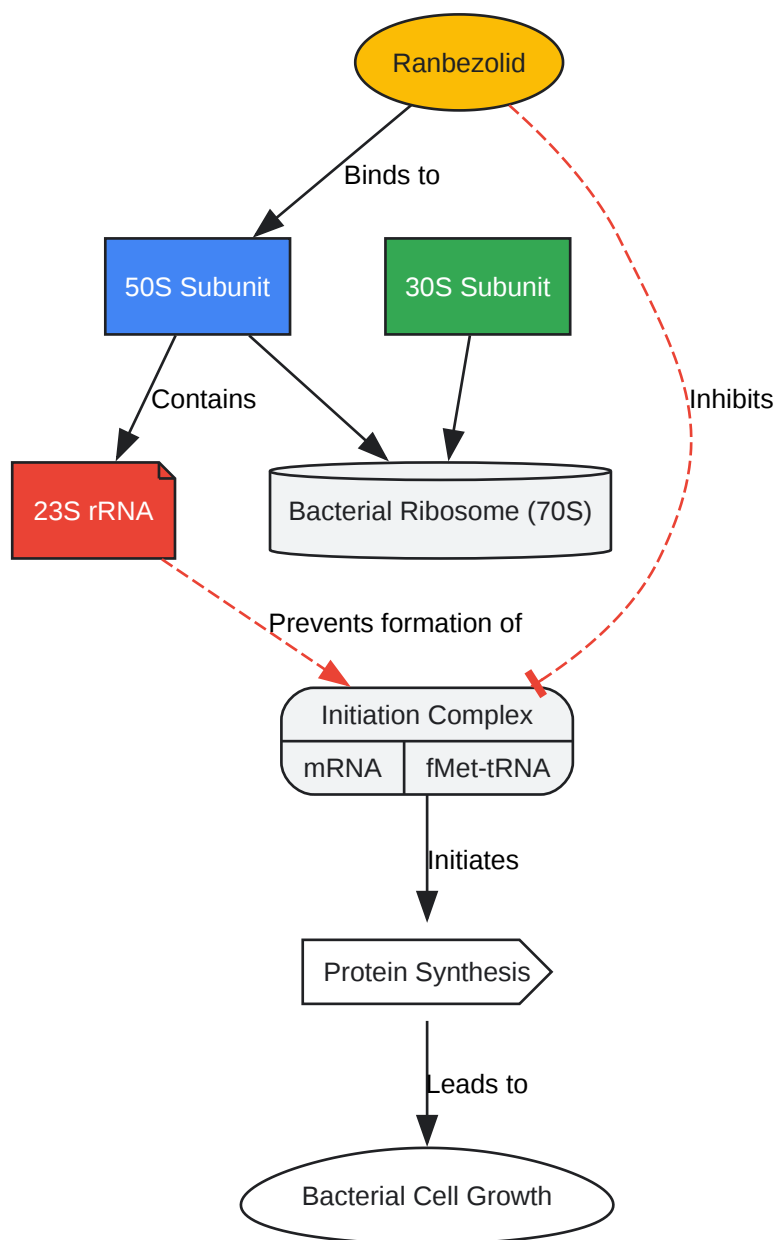 Ranbezolid
Binds to
50S Subunit
30S Subunit
Contains
Inhibits
23S rRNA
Bacterial Ribosome (70S)
Prevents formation of
Initiation Complex
mRNA
fMet-tRNA
Initiates
Protein Synthesis
Leads to
Bacterial Cell Growth